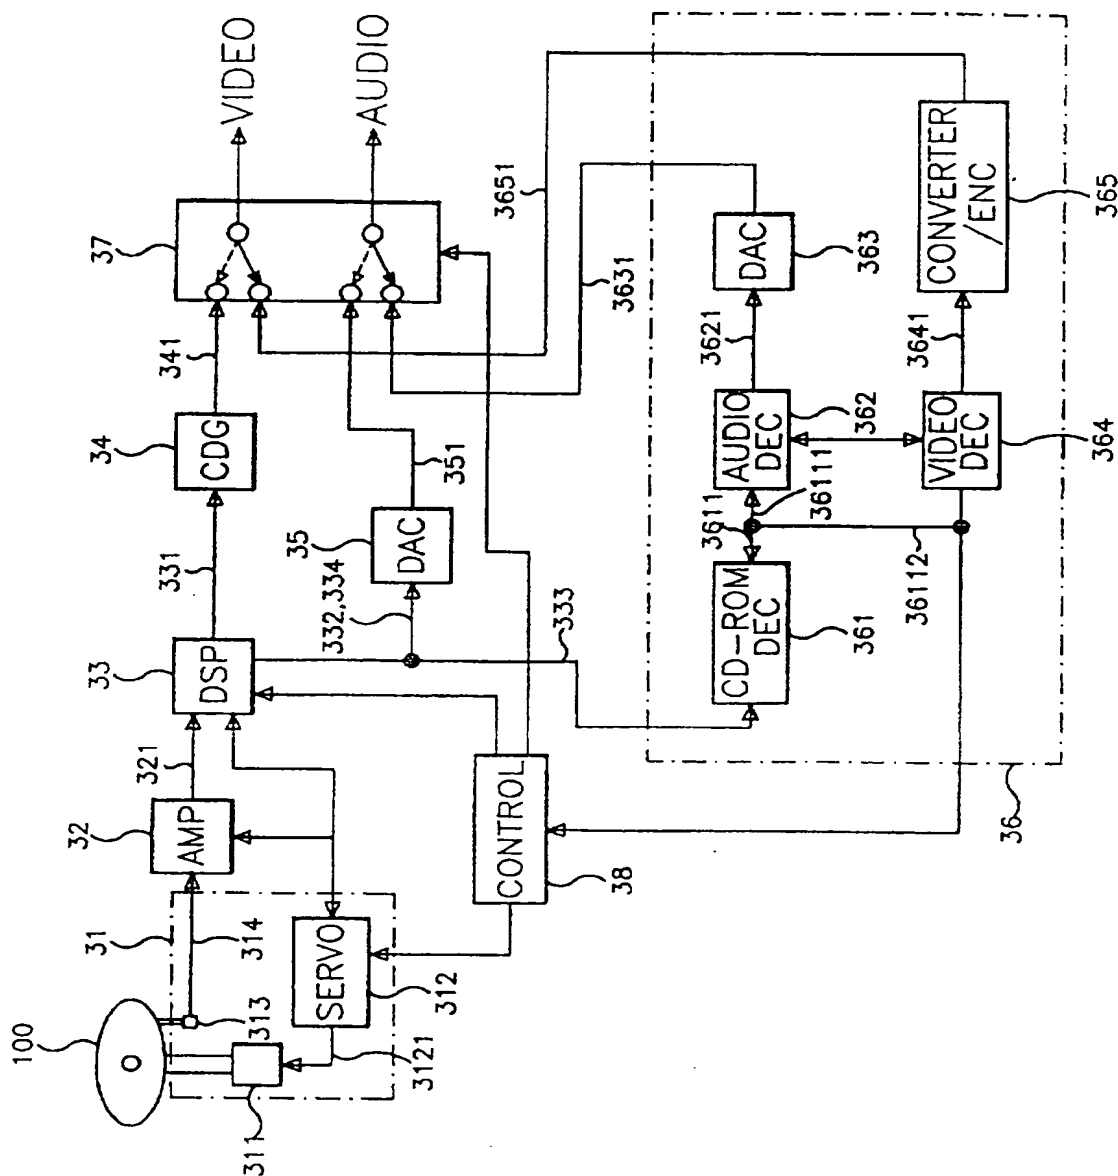 VIDEO
AUDIO
37
341
34
CDG
331
33
DSP
321
32
AMP
31
314
100
313
311
3121
SERVO
312
351
35
DAC
332,334
333
CONTROL
38
3651
3631
DAC
363
3621
AUDIO
DEC
362
36111
3611
CD-ROM
DEC
361
36112
CONVERTER
/ENC
365
3641
VIDEO
DEC
364
36